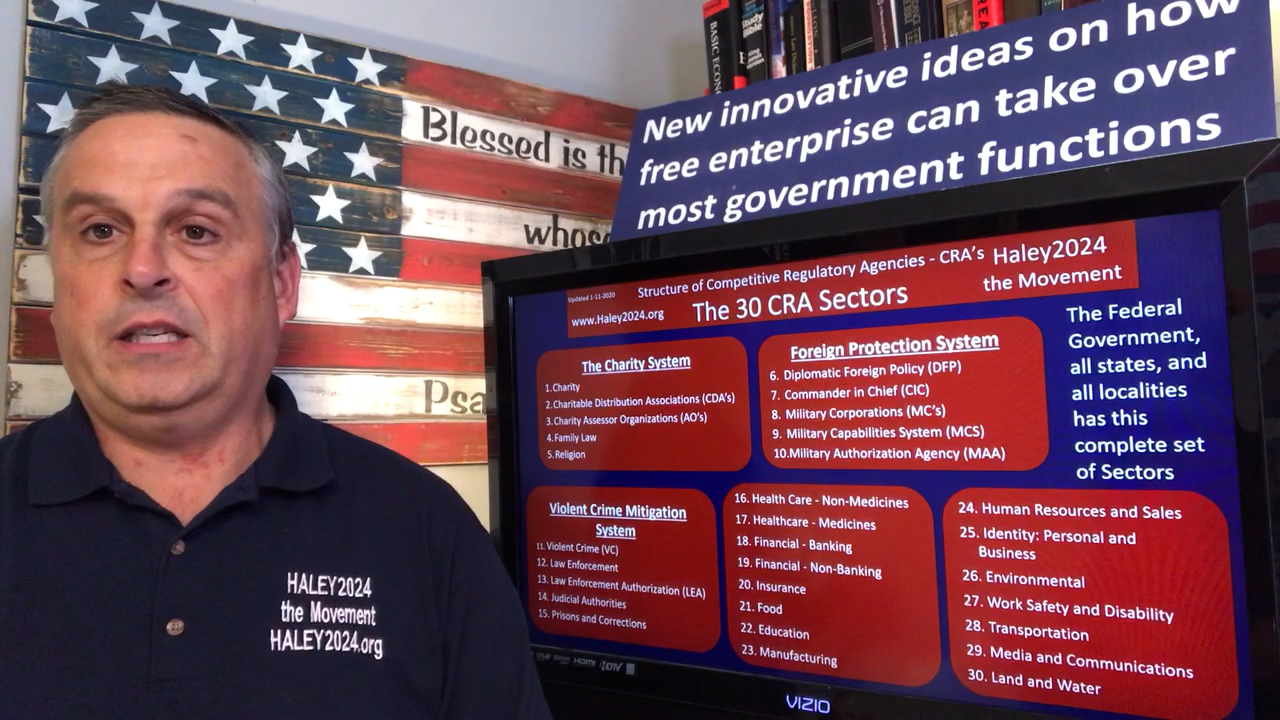 Blessed is th
whose
Psa
BASIC ECON
Study
Bible
REA
New innovative ideas on how
free enterprise can take over
most government functions
Updated 1-11-2020
Structure of Competitive Regulatory Agencies - CRA's
Haley2024
the Movement
www.Haley2024.org
The 30 CRA Sectors
The Federal
Government,
all states, and
all localities
has this
complete set
of Sectors
The Charity System
1. Charity
2. Charitable Distribution Associations (CDA's)
3. Charity Assessor Organizations (AO's)
4. Family Law
5. Religion
Foreign Protection System
6. Diplomatic Foreign Policy (DFP)
7. Commander in Chief (CIC)
8. Military Corporations (MC's)
9. Military Capabilities System (MCS)
10.Military Authorization Agency (MAA)
Violent Crime Mitigation
System
11. Violent Crime (VC)
12. Law Enforcement
13. Law Enforcement Authorization (LEA)
14. Judicial Authorities
15. Prisons and Corrections
16. Health Care - Non-Medicines
17. Healthcare - Medicines
18. Financial - Banking
19. Financial - Non-Banking
20. Insurance
21. Food
22. Education
23. Manufacturing
24. Human Resources and Sales
25. Identity: Personal and
Business
26. Environmental
27. Work Safety and Disability
28. Transportation
29. Media and Communications
30. Land and Water
HDMI
HDTV
VIZIO
HALEY2024
the Movement
HALEY2024.org